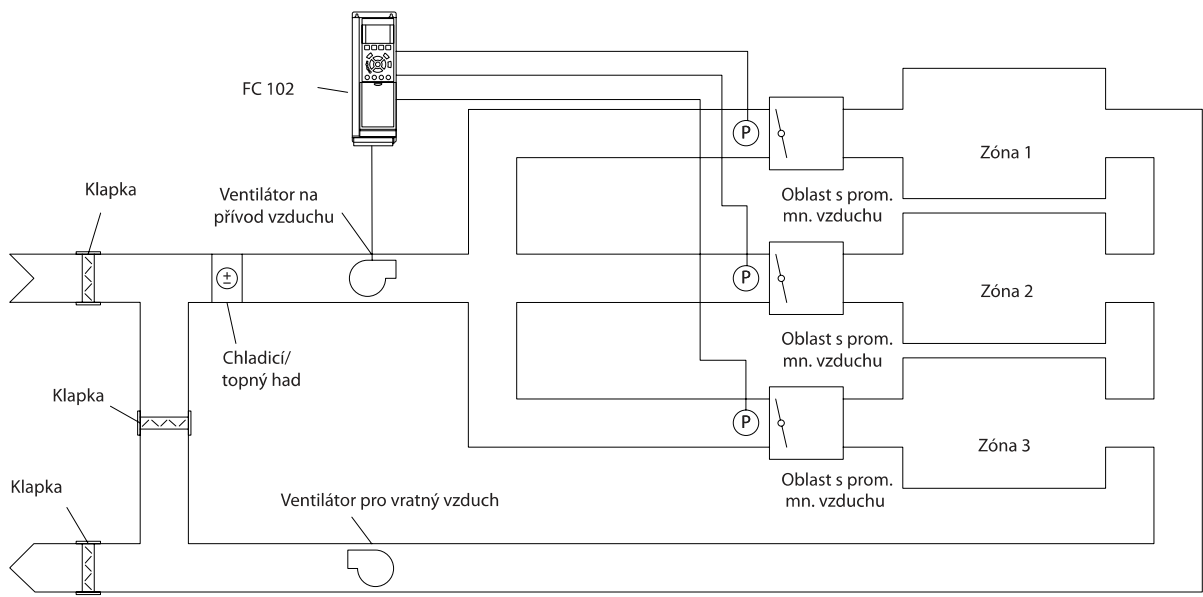 FC 102
P
Zóna 1
Klapka
Ventilátor na
přívod vzduchu
Oblast s prom.
mn. vzduchu
±
P
Zóna 2
Chladicí/
topný had
Oblast s prom.
mn. vzduchu
Klapka
P
Zóna 3
Klapka
Ventilátor pro vratný vzduch
Oblast s prom.
mn. vzduchu